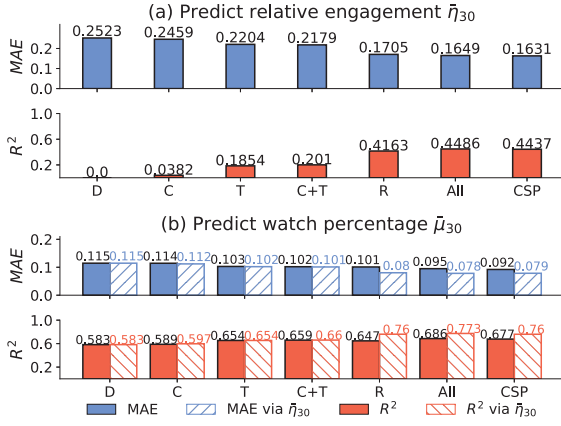 (a) Predict relative engagement η̄30
MAE
0.2 0.1 0.0
0.2523 0.2459 0.2204 0.2179 0.1705 0.1649 0.1631
R²
1.0 0.6 0.2
0.0 0.0382 0.1854 0.201 0.4163 0.4486 0.4437
D C T C+T R All CSP
(b) Predict watch percentage μ̄30
MAE
0.2 0.1 0.0
0.115 0.115 0.114 0.112 0.103 0.102 0.102 0.101 0.101 0.08 0.095 0.078 0.092 0.079
R²
1.0 0.6 0.2
0.583 0.583 0.589 0.597 0.654 0.654 0.659 0.66 0.647 0.76 0.686 0.773 0.677 0.76
D C T C+T R All CSP
MAE MAE via η̄30 R² R² via η̄30